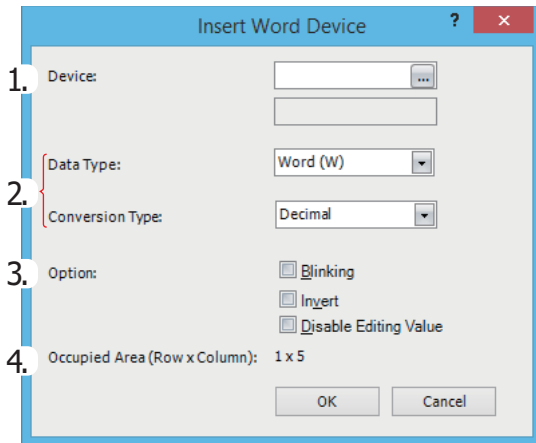 Insert Word Device ? ×
1. Device: ...
2.
Data Type: Word (W)
Conversion Type: Decimal
3. Option: Blinking
Invert
Disable Editing Value
4. Occupied Area (Row x Column): 1 x 5
OK Cancel